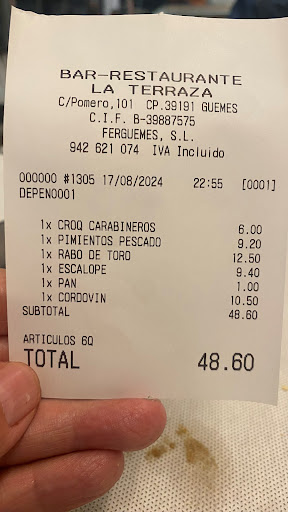 BAR-RESTAURANTE
LA TERRAZA
C/Pomero,101 CP.39191 GUEMES
C.I.F. B-39887575
FERGUEMES, S.L.
942 621 074 IVA Incluido
000000 #1305 17/08/2024 22:55 [0001]
DEPEN0001
1x CROQ CARABINEROS 6.00
1x PIMIENTOS PESCADO 9.20
1x RABO DE TORO 12.50
1x ESCALOPE 9.40
1x PAN 1.00
1x CORDOVIN 10.50
SUBTOTAL 48.60
ARTICULOS 6Q
TOTAL 48.60